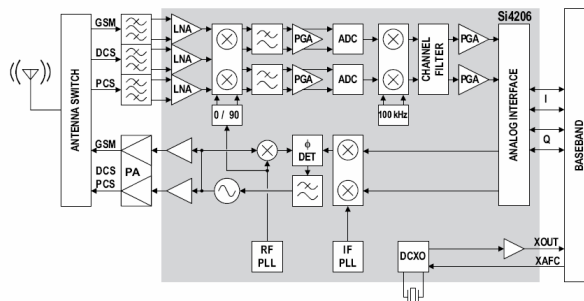 Si4206
GSM
DCS
PCS
ANTENNA SWITCH
LNA
LNA
LNA
0 / 90
PGA
PGA
ADC
ADC
100 kHz
CHANNEL
FILTER
PGA
PGA
ANALOG INTERFACE
I
Q
BASEBAND
GSM
DCS
PCS
PA
ϕ
DET
RF
PLL
IF
PLL
DCXO
XOUT
XAFC